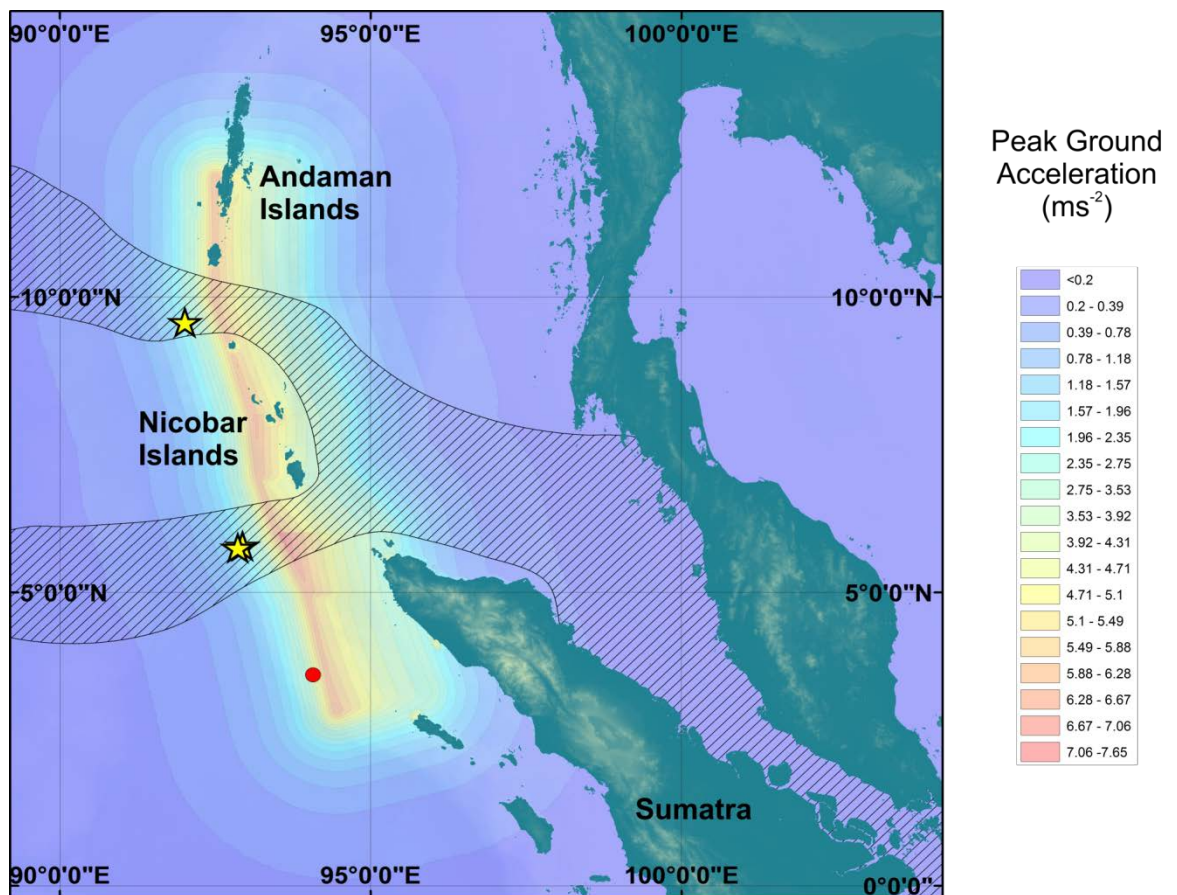 90°0'0"E
95°0'0"E
100°0'0"E
Andaman
Islands
10°0'0"N
10°0'0"N
Nicobar
Islands
5°0'0"N
5°0'0"N
Sumatra
90°0'0"E
95°0'0"E
100°0'0"E
0°0'0"
Peak Ground
Acceleration
(ms⁻²)
<0.2
0.2 - 0.39
0.39 - 0.78
0.78 - 1.18
1.18 - 1.57
1.57 - 1.96
1.96 - 2.35
2.35 - 2.75
2.75 - 3.53
3.53 - 3.92
3.92 - 4.31
4.31 - 4.71
4.71 - 5.1
5.1 - 5.49
5.49 - 5.88
5.88 - 6.28
6.28 - 6.67
6.67 - 7.06
7.06 -7.65